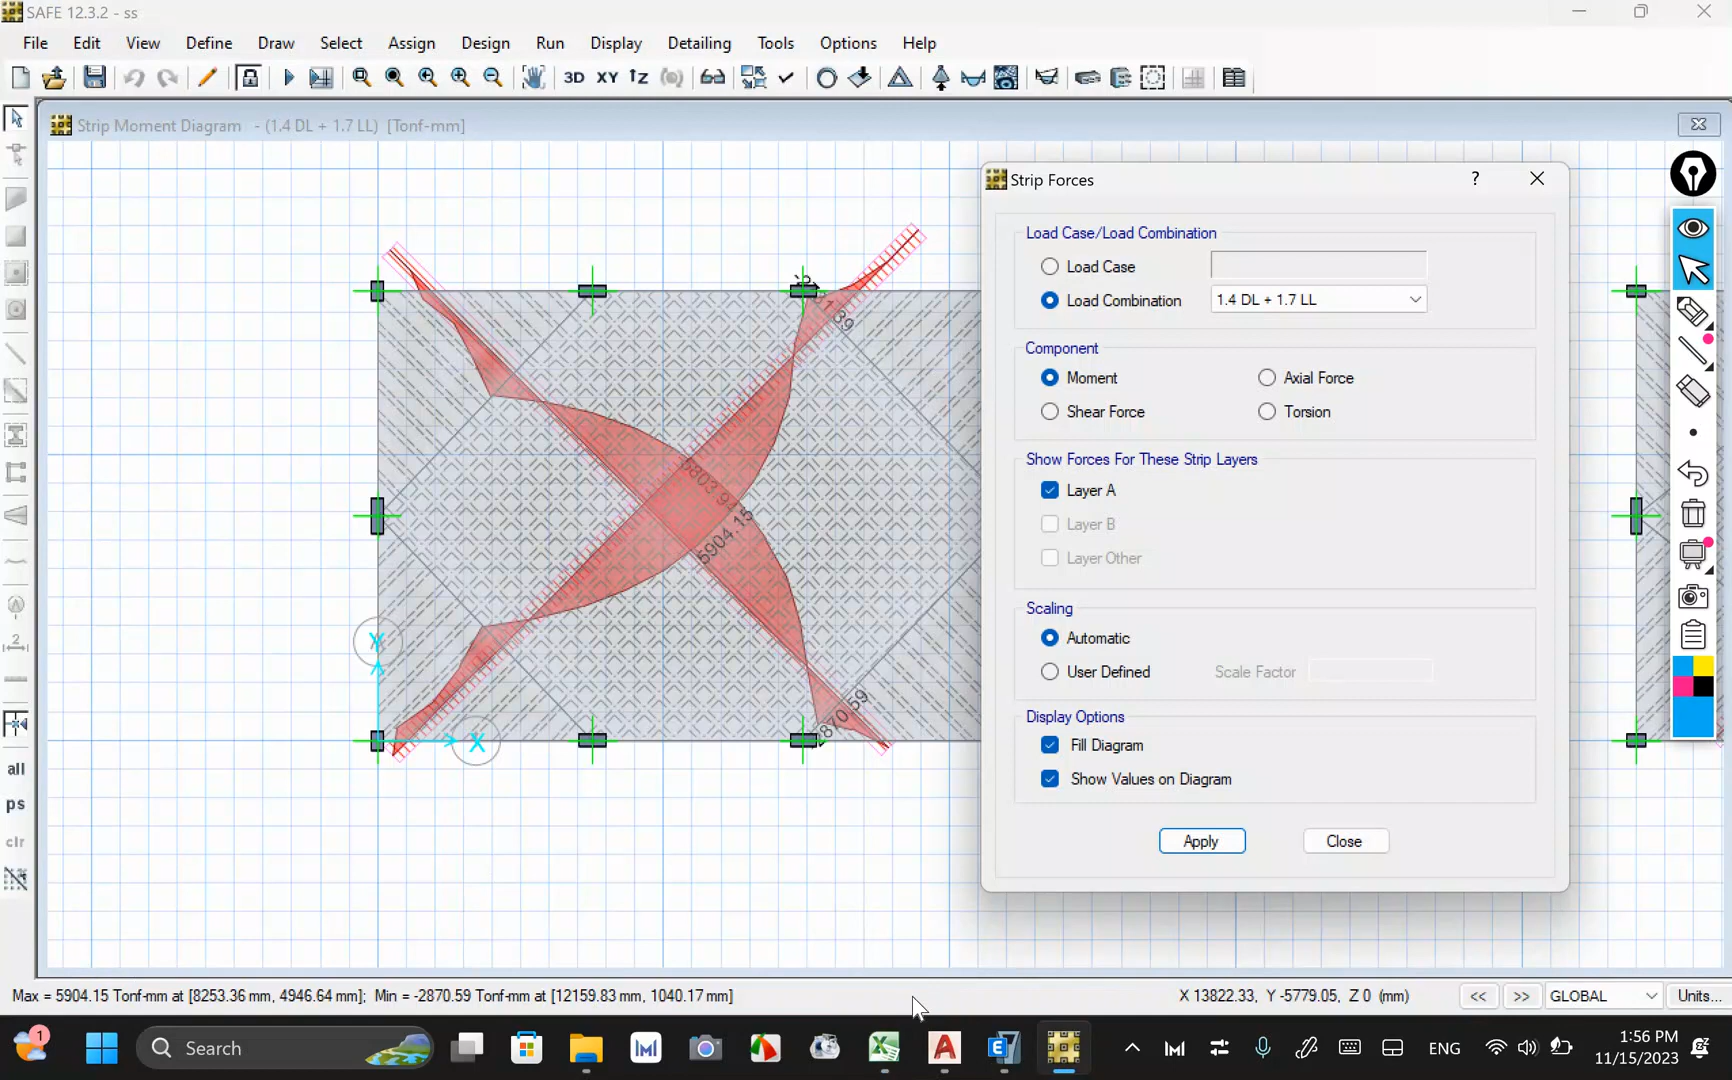 SAFE 12.3.2 - ss
File Edit View Define Draw Select Assign Design Run Display Detailing Tools Options Help
3D XY
Strip Moment Diagram - (1.4 DL + 1.7 LL) [Tonf-mm]
Strip Forces
?
Load Case/Load Combination
Load Case
Load Combination 1.4 DL + 1.7 LL
Component
Moment Axial Force
Shear Force Torsion
Show Forces For These Strip Layers
Layer A
Layer B
Layer Other
Scaling
Automatic
User Defined Scale Factor
Display Options
Fill Diagram
Show Values on Diagram
Apply Close
5904.15
Y
X
all
ps
clr
Max = 5904.15 Tonf-mm at [8253.36 mm, 4946.64 mm]; Min = -2870.59 Tonf-mm at [12159.83 mm, 1040.17 mm]
X 13822.33, Y -5779.05, Z 0 (mm) << >> GLOBAL Units...
1
Search
ENG
1:56 PM
11/15/2023